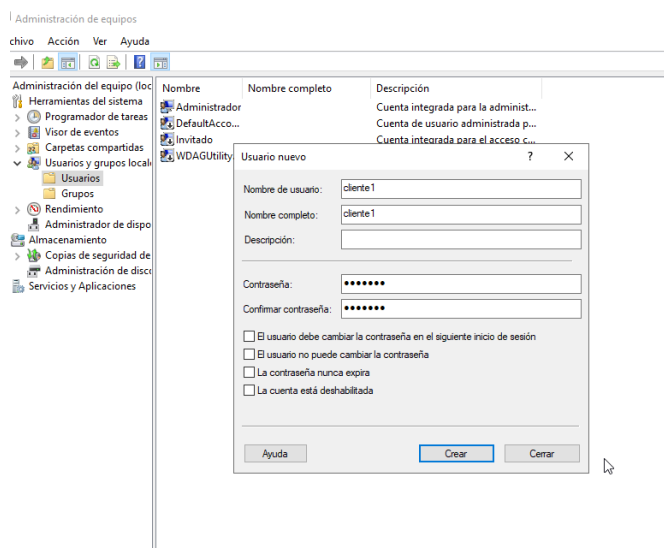 Administración de equipos
chivo Acción Ver Ayuda
Administración del equipo (loc
Herramientas del sistema
Programador de tareas
Visor de eventos
Carpetas compartidas
Usuarios y grupos locale
Usuarios
Grupos
Rendimiento
Administrador de dispo
Almacenamiento
Copias de seguridad de
Administración de disco
Servicios y Aplicaciones
Nombre Nombre completo Descripción
Administrador Cuenta integrada para la administ...
DefaultAcco... Cuenta de usuario administrada p...
Invitado Cuenta integrada para el acceso c...
WDAGUtility
Usuario nuevo ? ×
Nombre de usuario: cliente1
Nombre completo: cliente1
Descripción:
Contraseña: •••••••
Confirmar contraseña: •••••••
El usuario debe cambiar la contraseña en el siguiente inicio de sesión
El usuario no puede cambiar la contraseña
La contraseña nunca expira
La cuenta está deshabilitada
Ayuda Crear Cerrar